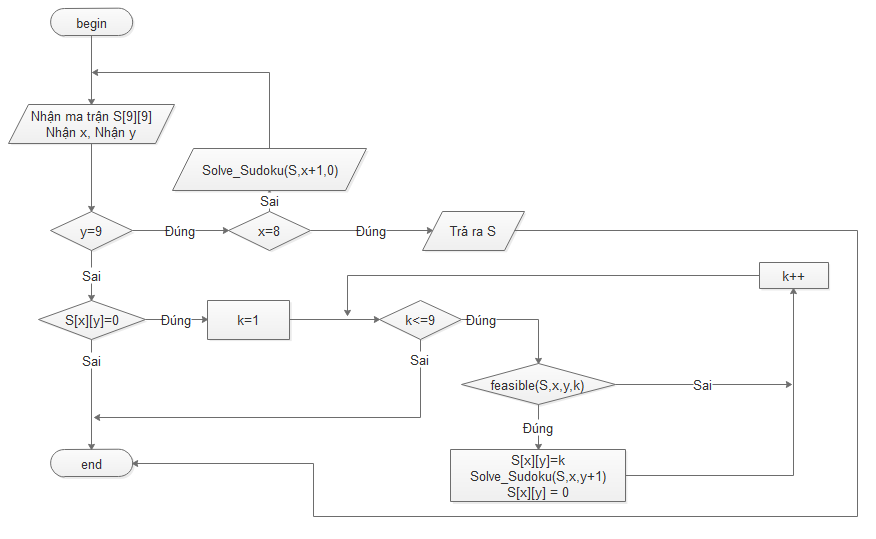 begin
Nhận ma trận S[9][9]
Nhận x, Nhận y
Solve_Sudoku(S,x+1,0)
Sai
y=9
Đúng
x=8
Đúng
Trả ra S
Sai
k++
S[x][y]=0
Đúng
k=1
k<=9
Đúng
Sai
Sai
feasible(S,x,y,k)
Sai
Đúng
S[x][y]=k
Solve_Sudoku(S,x,y+1)
S[x][y] = 0
end